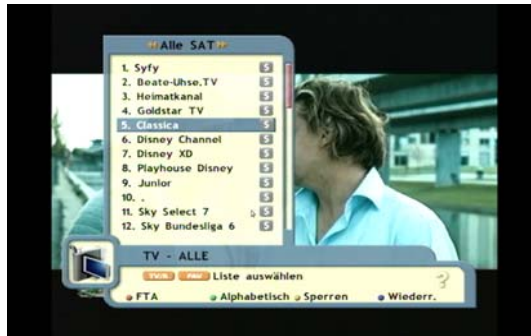 Alle SAT
1. Syfy S
2. Beate-Uhse.TV S
3. Heimatkanal S
4. Goldstar TV S
5. Classica S
6. Disney Channel S
7. Disney XD S
8. Playhouse Disney S
9. Junior S
10. . S
11. Sky Select 7 S
12. Sky Bundesliga 6 S
TV - ALLE
TV/R FAV Liste auswählen ?
FTA Alphabetisch Sperren Wiederr.